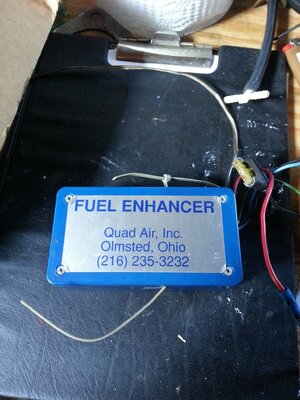 FUEL ENHANCER
Quad Air, Inc.
Olmsted, Ohio
(216) 235-3232